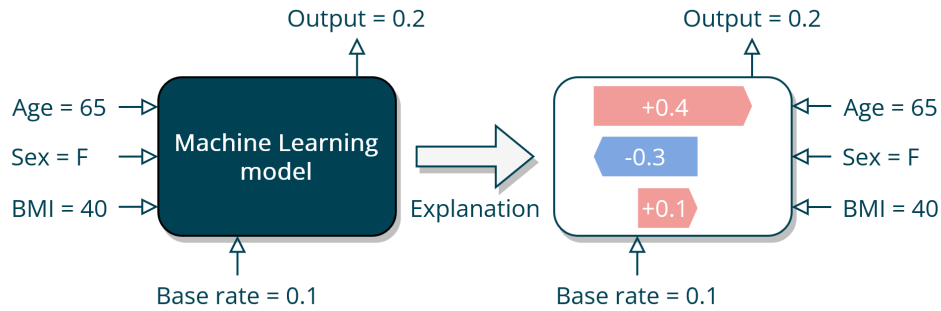 Output = 0.2
Output = 0.2
Age = 65
Sex = F
BMI = 40
Machine Learning
model
Explanation
+0.4
-0.3
+0.1
Age = 65
Sex = F
BMI = 40
Base rate = 0.1
Base rate = 0.1